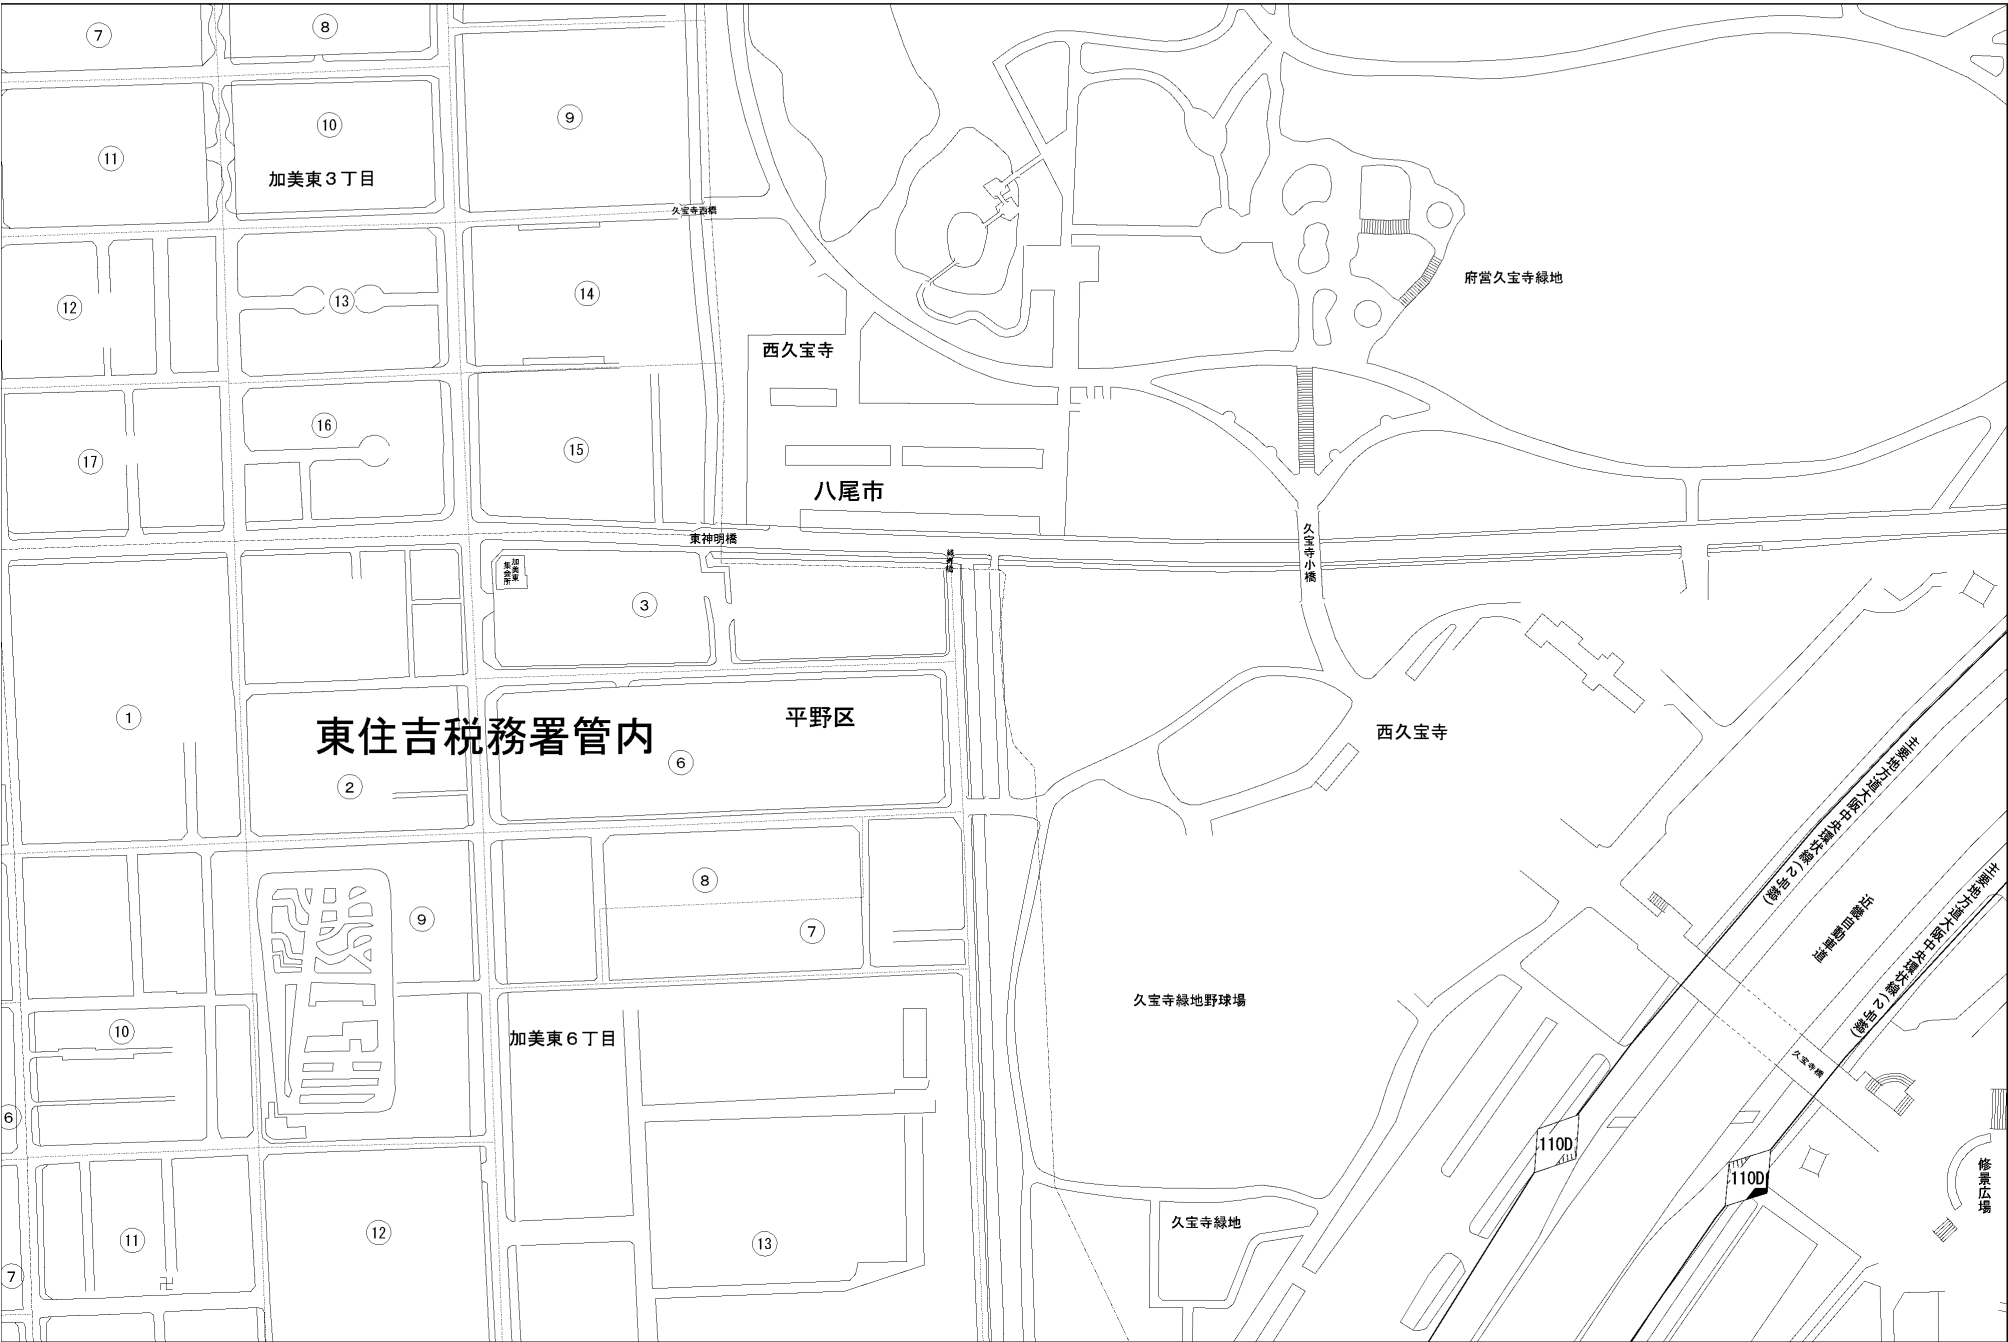 7
8
9
10
11
加美東3丁目
久宝寺西橋
府営久宝寺緑地
12
13
14
西久宝寺
16
15
17
八尾市
東神明橋
久宝寺小橋
加美東
集会所
3
1
東住吉税務署管内
平野区
2
6
西久宝寺
主要地方道大阪中央環状線(2号線)
近畿自動車道
主要地方道大阪中央環状線(2号線)
8
9
7
久宝寺緑地野球場
10
加美東6丁目
久宝寺橋
6
110D
110D
修景広場
久宝寺緑地
11
12
13
7